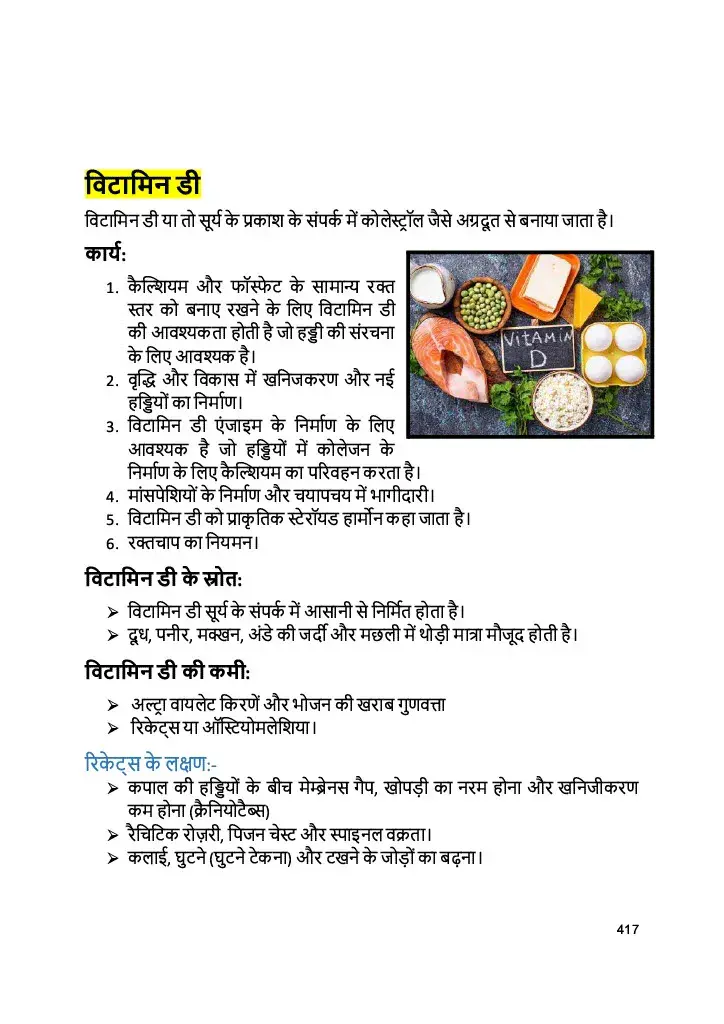 विटामिन डी
विटामिन डी या तो सूर्य के प्रकाश के संपर्क में कोलेस्ट्रॉल जैसे अग्रदूत से बनाया जाता है।
कार्य:
1. कैल्शियम और फॉस्फेट के सामान्य रक्त
स्तर को बनाए रखने के लिए विटामिन डी
की आवश्यकता होती है जो हड्डी की संरचना
के लिए आवश्यक है।
2. वृद्धि और विकास में खनिजकरण और नई
हड्डियों का निर्माण।
3. विटामिन डी एंजाइम के निर्माण के लिए
आवश्यक है जो हड्डियों में कोलेजन के
निर्माण के लिए कैल्शियम का परिवहन करता है।
VITAMIN
D
4. मांसपेशियों के निर्माण और चयापचय में भागीदारी।
5. विटामिन डी को प्राकृतिक स्टेरॉयड हार्मोन कहा जाता है।
6. रक्तचाप का नियमन।
विटामिन डी के स्रोत:
➢ विटामिन डी सूर्य के संपर्क में आसानी से निर्मित होता है।
➢ दूध, पनीर, मक्खन, अंडे की जर्दी और मछली में थोड़ी मात्रा मौजूद होती है।
विटामिन डी की कमी:
➢ अल्ट्रा वायलेट किरणें और भोजन की खराब गुणवत्ता
➢ रिकेट्स या ऑस्टियोमलेशिया।
रिकेट्स के लक्षण:-
➢ कपाल की हड्डियों के बीच मेम्ब्रेनस गैप, खोपड़ी का नरम होना और खनिजीकरण
कम होना (क्रैनियोटैब्स)
➢ रैचिटिक रोज़री, पिजन चेस्ट और स्पाइनल वक्रता।
➢ कलाई, घुटने (घुटने टेकना) और टखने के जोड़ों का बढ़ना।
417